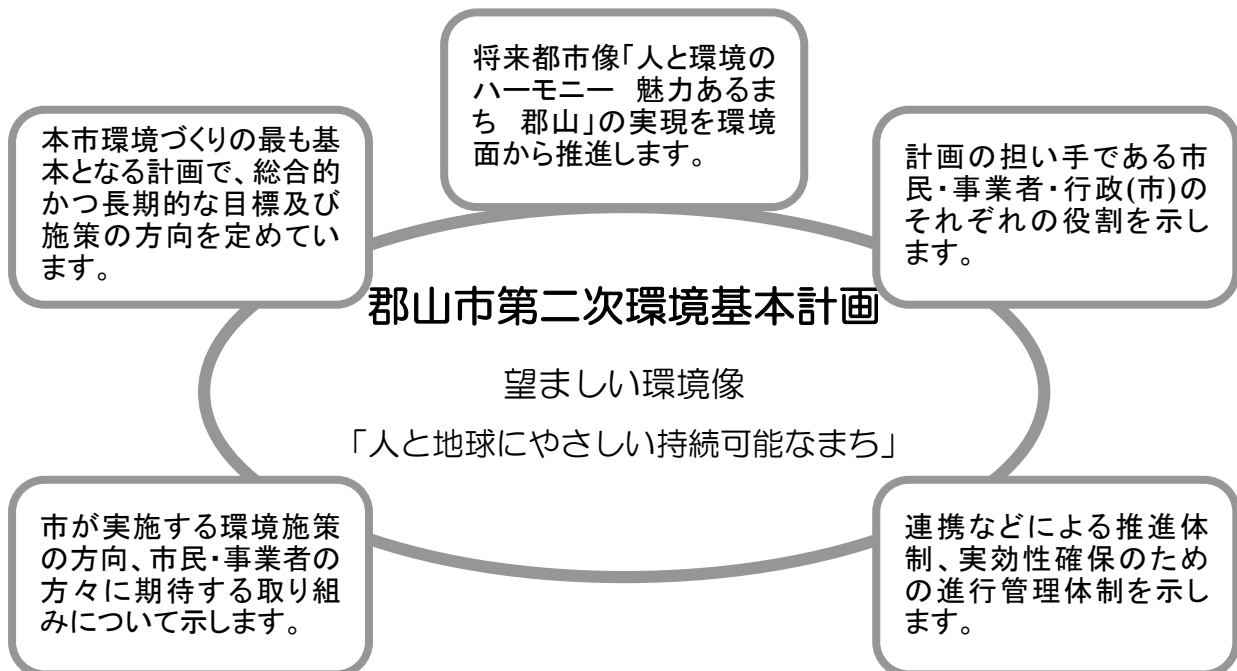 将来都市像「人と環境の
ハーモニー 魅力あるま
ち 郡山」の実現を環境
面から推進します。
本市環境づくりの最も基
本となる計画で、総合的
かつ長期的な目標及び
施策の方向を定めてい
ます。
計画の担い手である市
民・事業者・行政(市)の
それぞれの役割を示し
ます。
郡山市第二次環境基本計画
望ましい環境像
「人と地球にやさしい持続可能なまち」
市が実施する環境施策
の方向、市民・事業者の
方々に期待する取り組
みについて示します。
連携などによる推進体
制、実効性確保のため
の進行管理体制を示し
ます。